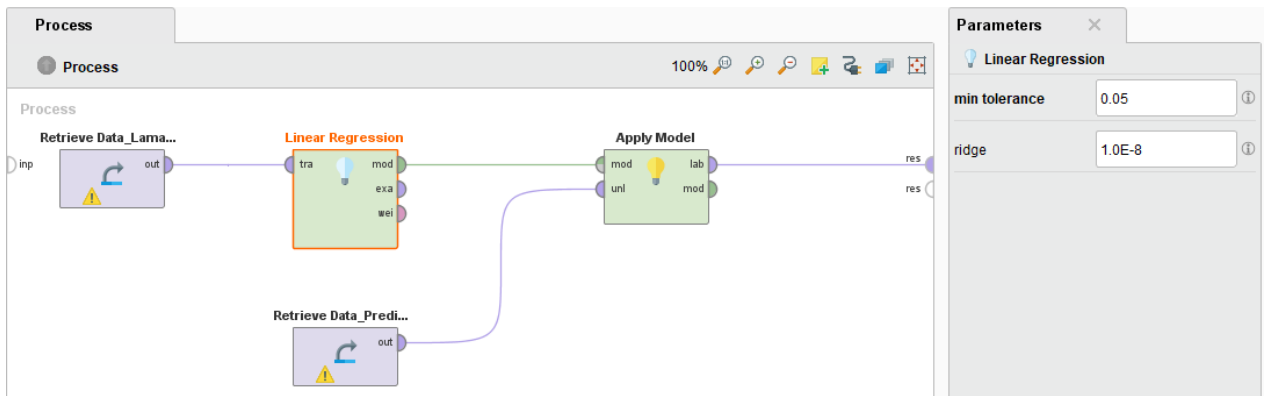 Process
Process
100%
Process
inp
Retrieve Data_Lama...
out
Linear Regression
tra
mod
exa
wei
Apply Model
mod
lab
unl
mod
res
res
Retrieve Data_Predi...
out
Parameters
Linear Regression
min tolerance
0.05
ridge
1.0E-8